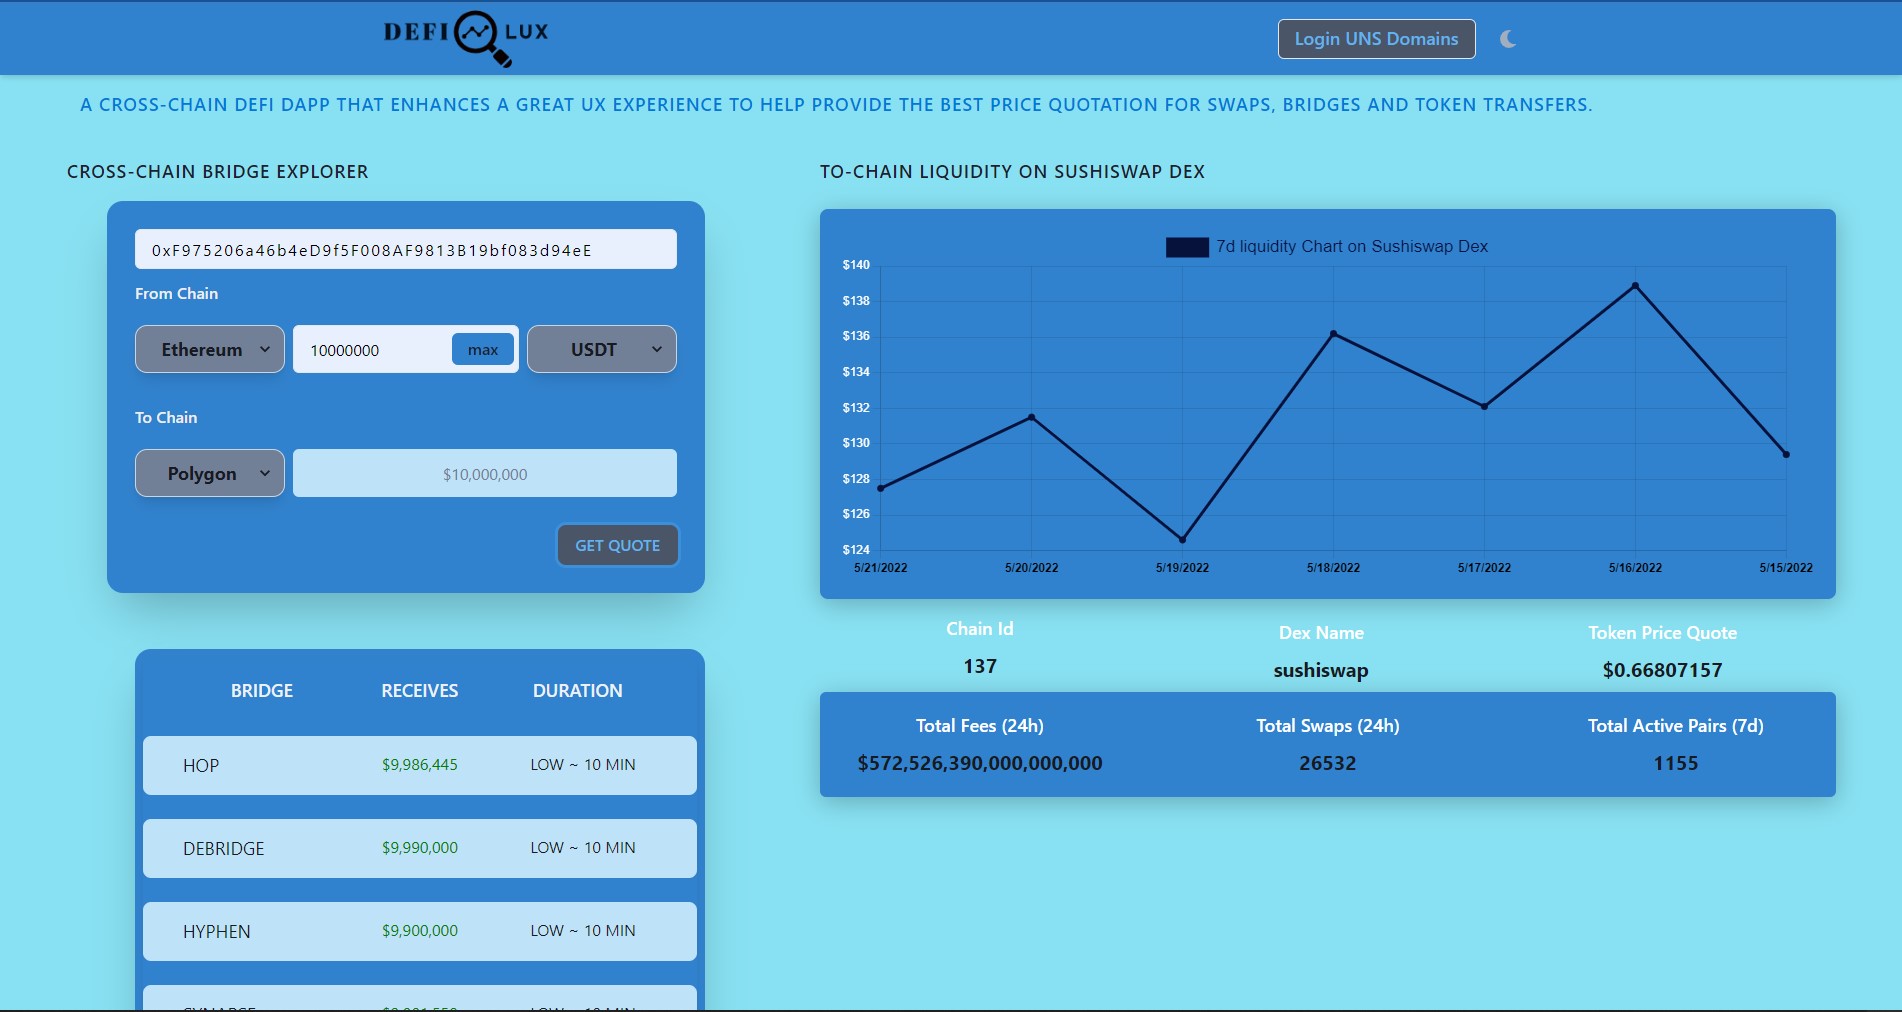 DEFI LUX
Login UNS Domains
A CROSS-CHAIN DEFI DAPP THAT ENHANCES A GREAT UX EXPERIENCE TO HELP PROVIDE THE BEST PRICE QUOTATION FOR SWAPS, BRIDGES AND TOKEN TRANSFERS.
CROSS-CHAIN BRIDGE EXPLORER
0xF975206a46b4eD9f5F008AF9813B19bf083d94eE
From Chain
Ethereum 10000000 max USDT
To Chain
Polygon $10,000,000
GET QUOTE
BRIDGE RECEIVES DURATION
HOP $9,986,445 LOW ~ 10 MIN
DEBRIDGE $9,990,000 LOW ~ 10 MIN
HYPHEN $9,900,000 LOW ~ 10 MIN
TO-CHAIN LIQUIDITY ON SUSHISWAP DEX
7d liquidity Chart on Sushiswap Dex
$140
$138
$136
$134
$132
$130
$128
$126
$124
5/21/2022 5/20/2022 5/19/2022 5/18/2022 5/17/2022 5/16/2022 5/15/2022
Chain Id Dex Name Token Price Quote
137 sushiswap $0.66807157
Total Fees (24h) Total Swaps (24h) Total Active Pairs (7d)
$572,526,390,000,000,000 26532 1155